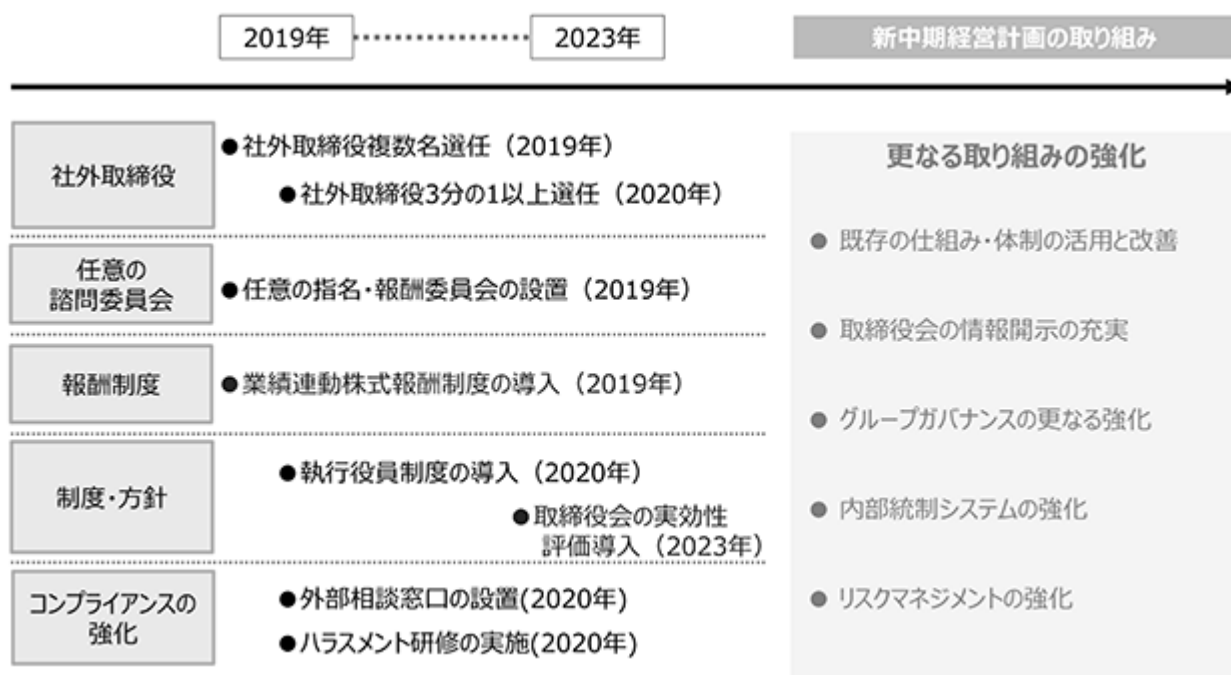 2019年
2023年
新中期経営計画の取り組み
社外取締役
●社外取締役複数名選任（2019年）
●社外取締役3分の1以上選任（2020年）
任意の
諮問委員会
●任意の指名・報酬委員会の設置（2019年）
報酬制度
●業績連動株式報酬制度の導入（2019年）
制度・方針
●執行役員制度の導入（2020年）
●取締役会の実効性
評価導入（2023年）
コンプライアンスの
強化
●外部相談窓口の設置(2020年)
●ハラスメント研修の実施(2020年)
更なる取り組みの強化
● 既存の仕組み・体制の活用と改善
● 取締役会の情報開示の充実
● グループガバナンスの更なる強化
● 内部統制システムの強化
● リスクマネジメントの強化